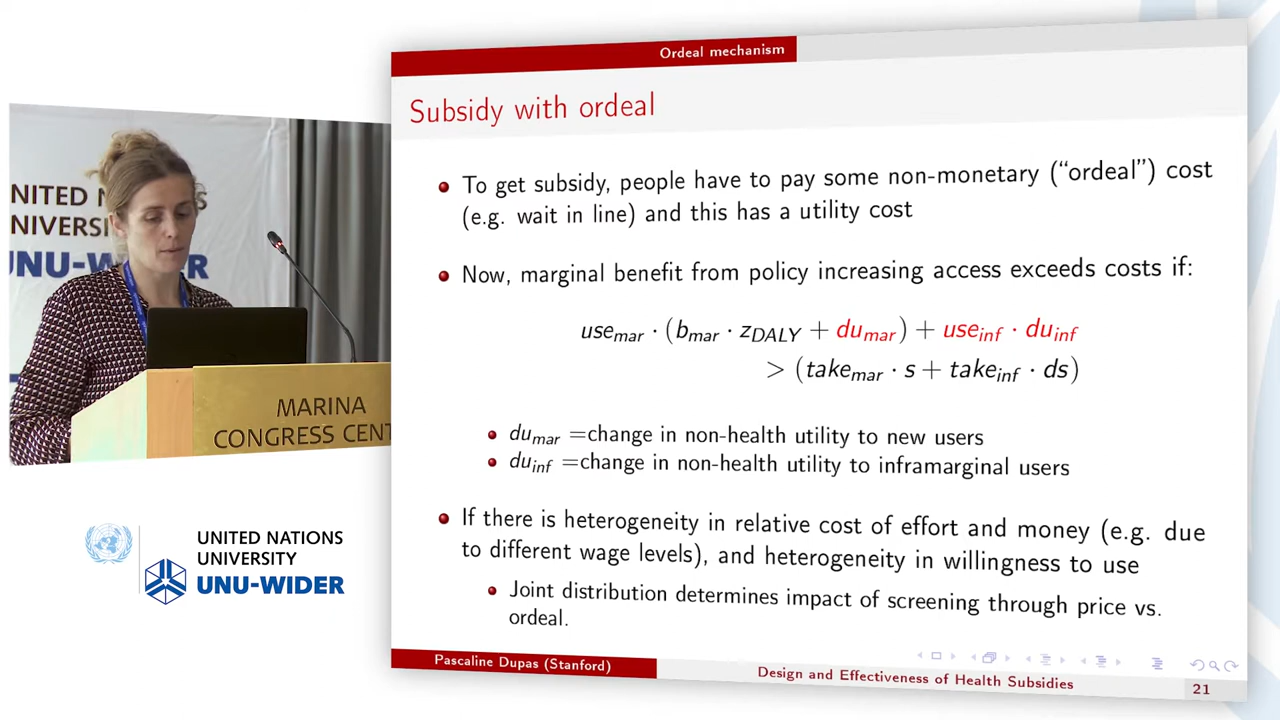 NITED N S
UNIVERSITY
NIVERSI
UNU-WIDER
MARINA
CONGRESS CENT
UNITED NATIONS
UNIVERSITY
UNU-WIDER
Ordeal mechanism
Subsidy with ordeal
To get subsidy, people have to pay some non-monetary (“ordeal”) cost
(e.g. wait in line) and this has a utility cost
Now, marginal benefit from policy increasing access exceeds costs if:
use_mar · (b_mar · z_DALY + du_mar) + use_inf · du_inf
> (take_mar · s + take_inf · ds)
du_mar =change in non-health utility to new users
du_inf =change in non-health utility to inframarginal users
If there is heterogeneity in relative cost of effort and money (e.g. due
to different wage levels), and heterogeneity in willingness to use
Joint distribution determines impact of screening through price vs.
ordeal.
Pascaline Dupas (Stanford)
Design and Effectiveness of Health Subsidies
21